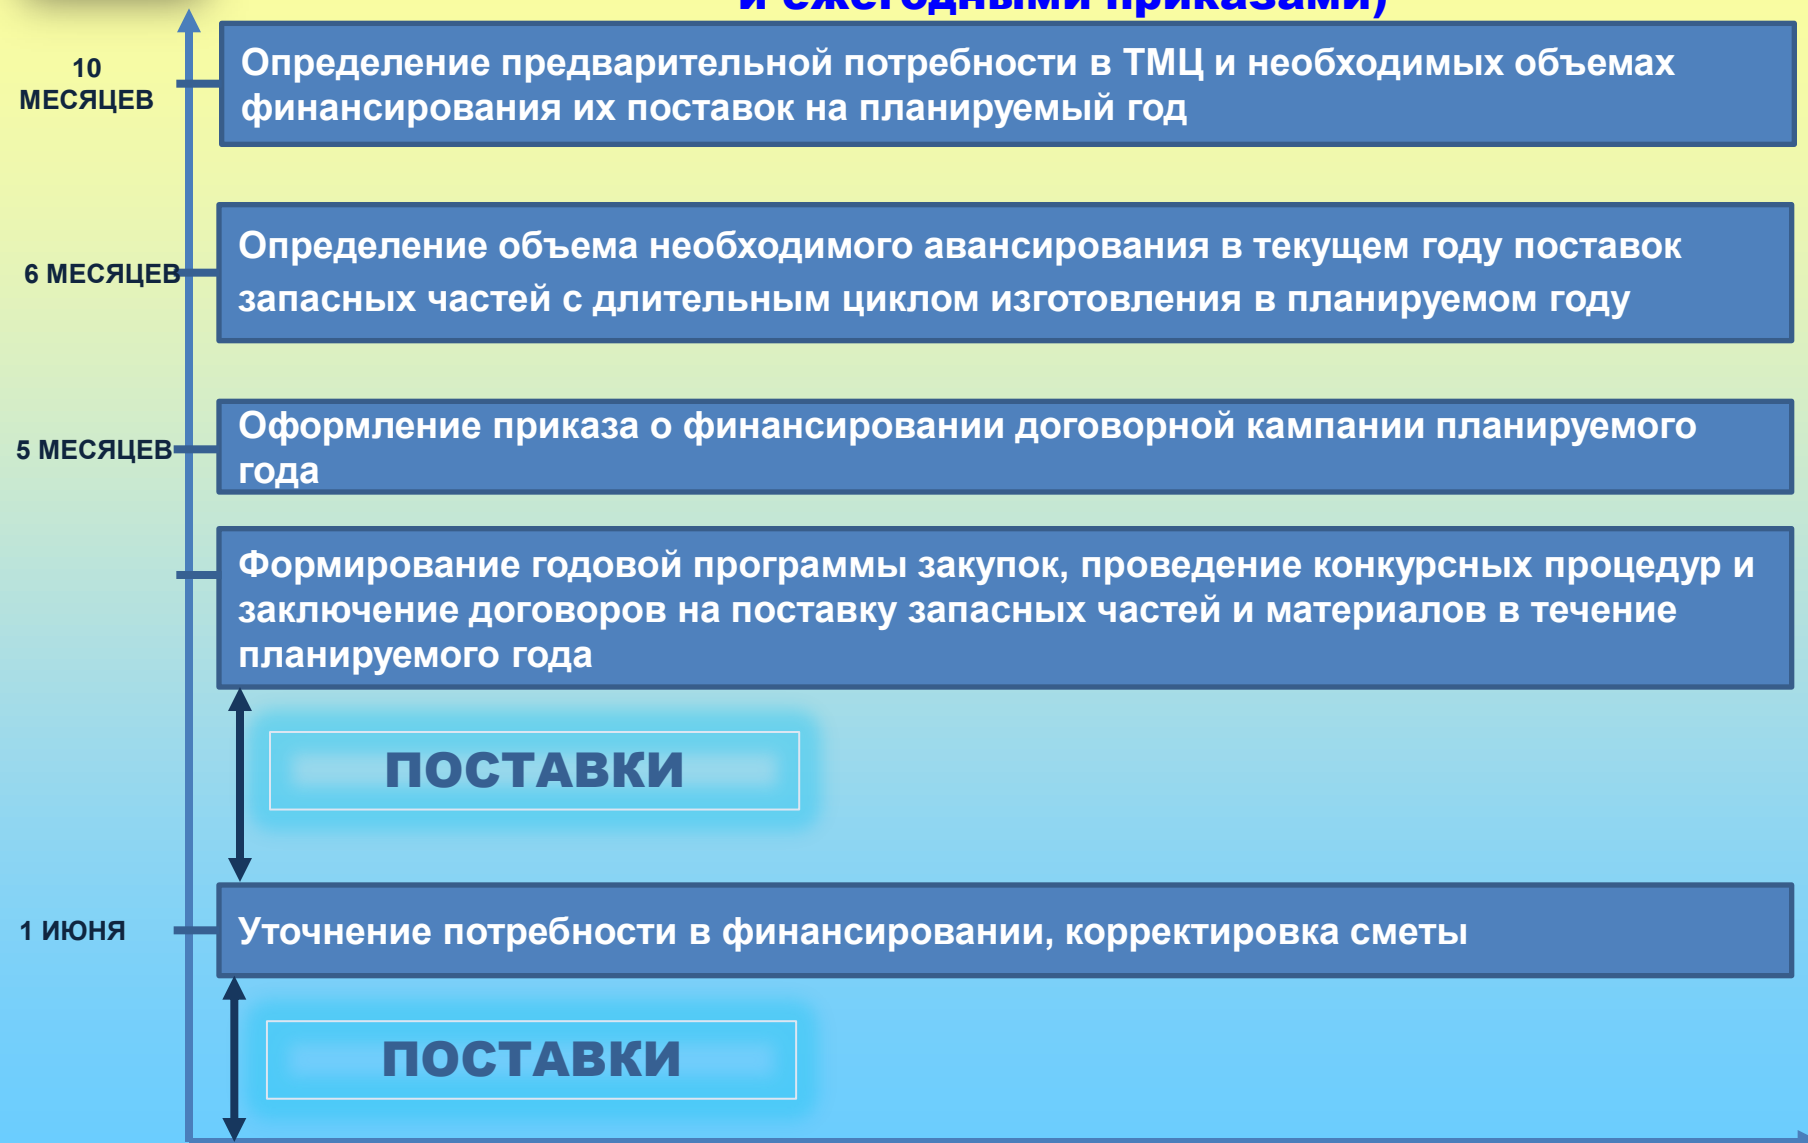 и ежегодными приказами)
10
МЕСЯЦЕВ
Определение предварительной потребности в ТМЦ и необходимых объемах
финансирования их поставок на планируемый год
6 МЕСЯЦЕВ
Определение объема необходимого авансирования в текущем году поставок
запасных частей с длительным циклом изготовления в планируемом году
5 МЕСЯЦЕВ
Оформление приказа о финансировании договорной кампании планируемого
года
Формирование годовой программы закупок, проведение конкурсных процедур и
заключение договоров на поставку запасных частей и материалов в течение
планируемого года
ПОСТАВКИ
1 ИЮНЯ
Уточнение потребности в финансировании, корректировка сметы
ПОСТАВКИ